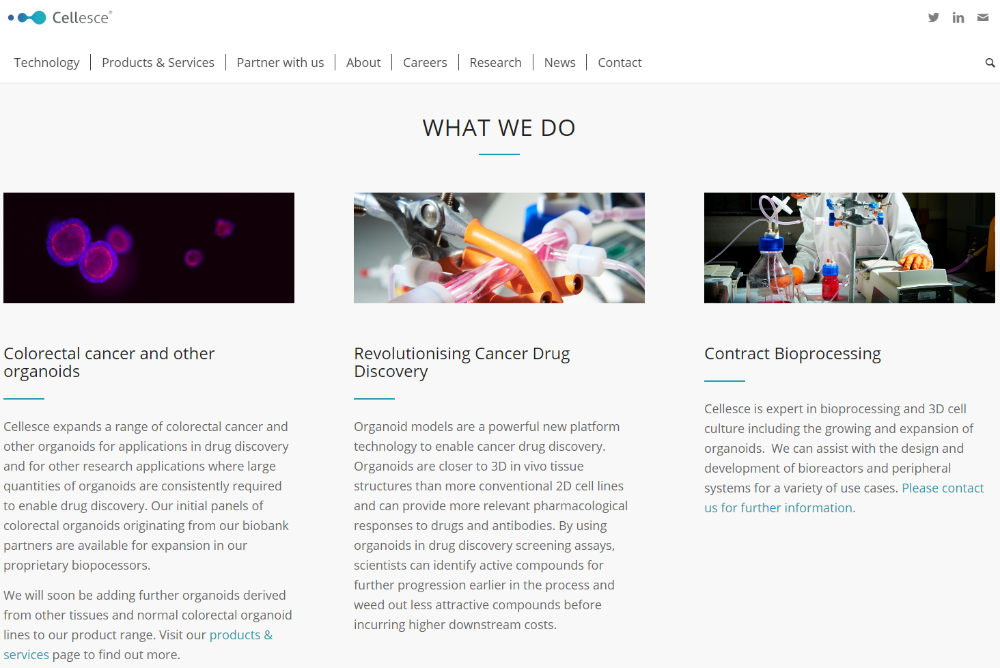 Cellesce®
Technology
Products & Services
Partner with us
About
Careers
Research
News
Contact
WHAT WE DO
Colorectal cancer and other
organoids
Cellesce expands a range of colorectal cancer and
other organoids for applications in drug discovery
and for other research applications where large
quantities of organoids are consistently required
to enable drug discovery. Our initial panels of
colorectal organoids originating from our biobank
partners are available for expansion in our
proprietary biopocessors.
We will soon be adding further organoids derived
from other tissues and normal colorectal organoid
lines to our product range. Visit our products &
services page to find out more.
Revolutionising Cancer Drug
Discovery
Organoid models are a powerful new platform
technology to enable cancer drug discovery.
Organoids are closer to 3D in vivo tissue
structures than more conventional 2D cell lines
and can provide more relevant pharmacological
responses to drugs and antibodies. By using
organoids in drug discovery screening assays,
scientists can identify active compounds for
further progression earlier in the process and
weed out less attractive compounds before
incurring higher downstream costs.
Contract Bioprocessing
Cellesce is expert in bioprocessing and 3D cell
culture including the growing and expansion of
organoids.  We can assist with the design and
development of bioreactors and peripheral
systems for a variety of use cases. Please contact
us for further information.